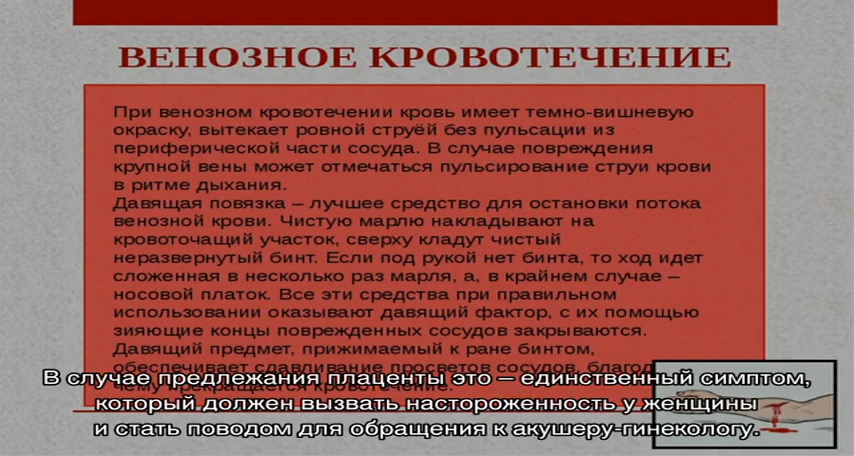 ВЕНОЗНОЕ КРОВОТЕЧЕНИЕ
При венозном кровотечении кровь имеет темно-вишневую
окраску, вытекает ровной струёй без пульсации из
периферической части сосуда. В случае повреждения
крупной вены может отмечаться пульсирование струи крови
в ритме дыхания.
Давящая повязка – лучшее средство для остановки потока
венозной крови. Чистую марлю накладывают на
кровоточащий участок, сверху кладут чистый
неразвернутый бинт. Если под рукой нет бинта, то ход идет
сложенная в несколько раз марля, а, в крайнем случае –
носовой платок. Все эти средства при правильном
использовании оказывают давящий фактор, с их помощью
зияющие концы поврежденных сосудов закрываются.
Давящий предмет, прижимаемый к ране бинтом,
обеспечивает сдавливание просветов сосудов, благод
чему прекращается кровотечение.
В случае предлежания плаценты это – единственный симптом,
который должен вызвать настороженность у женщины
и стать поводом для обращения к акушеру-гинекологу.